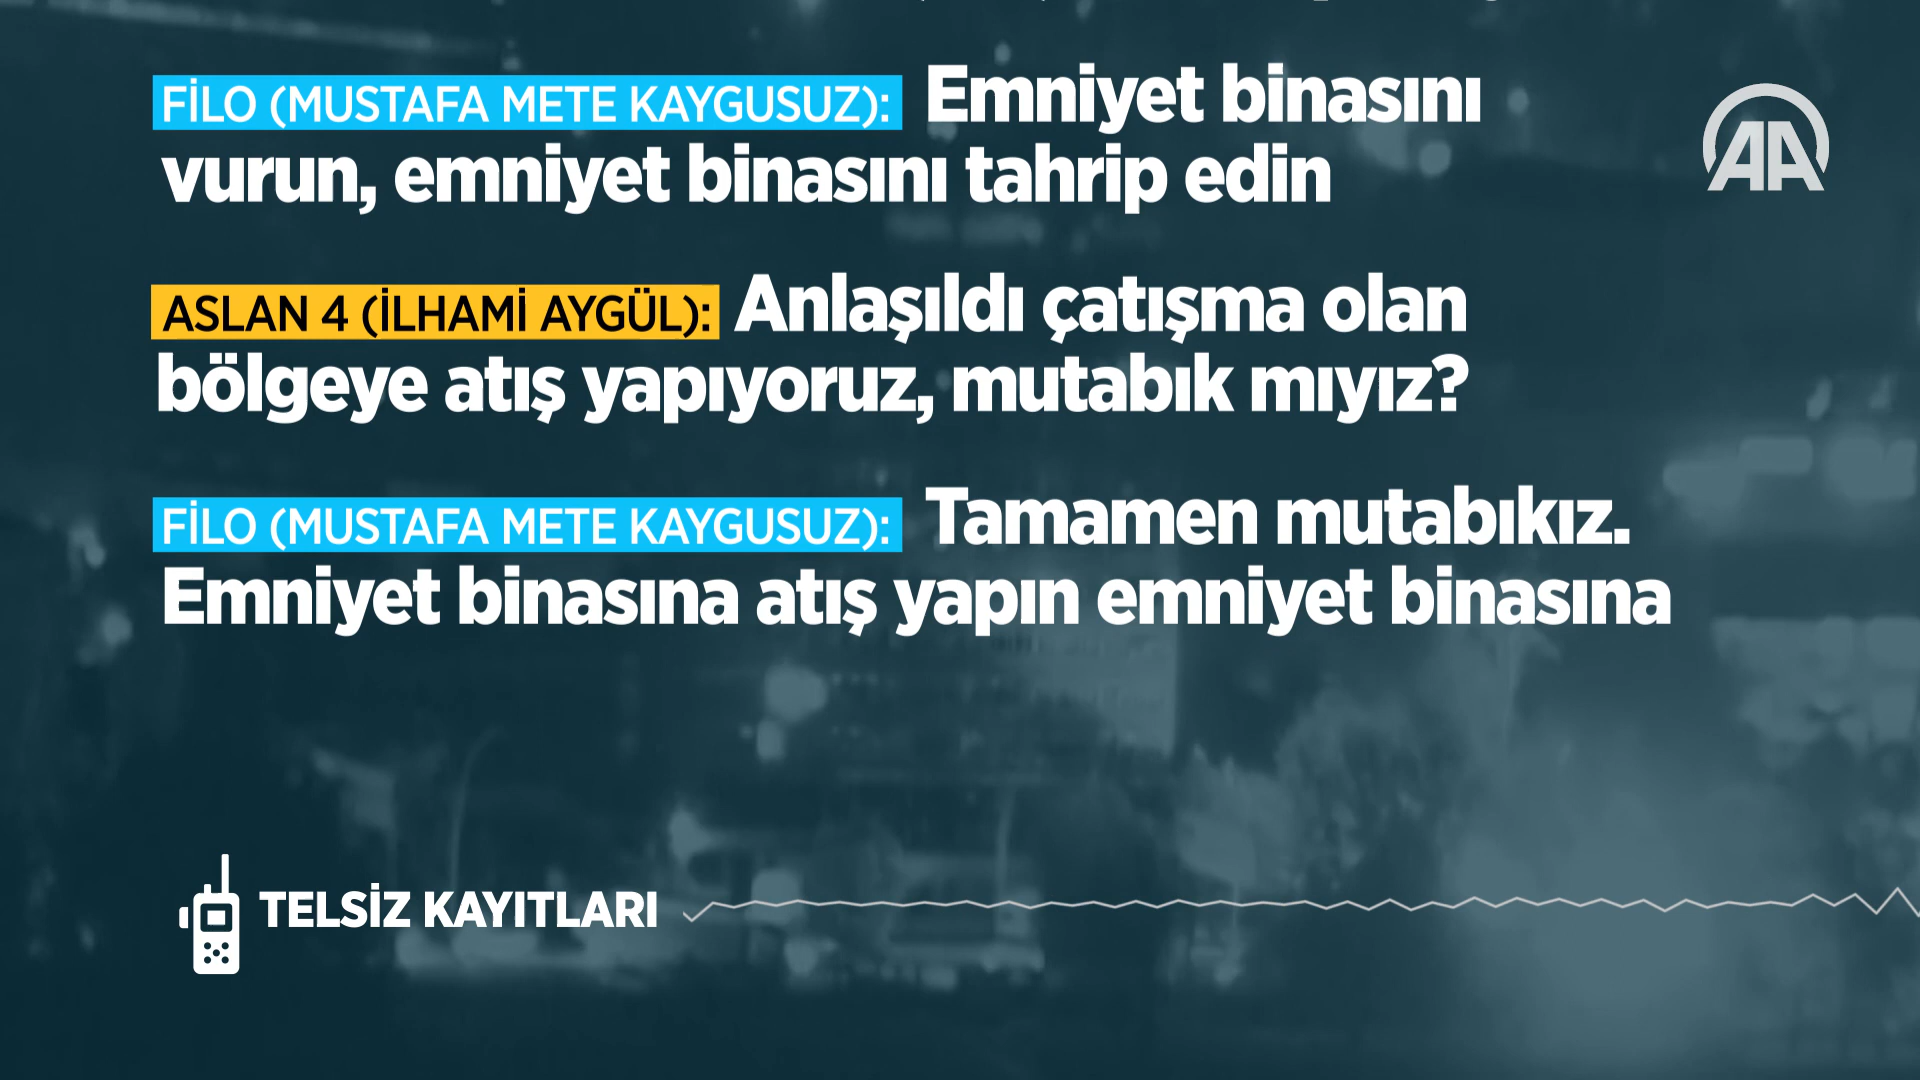 FİLO (MUSTAFA METE KAYGUSUZ): Emniyet binasını
vurun, emniyet binasını tahrip edin
AA
ASLAN 4 (İLHAMİ AYGÜL): Anlaşıldı çatışma olan
bölgeye atış yapıyoruz, mutabık mıyız?
FİLO (MUSTAFA METE KAYGUSUZ): Tamamen mutabıkız.
Emniyet binasına atış yapın emniyet binasına
TELSİZ KAYITLARI